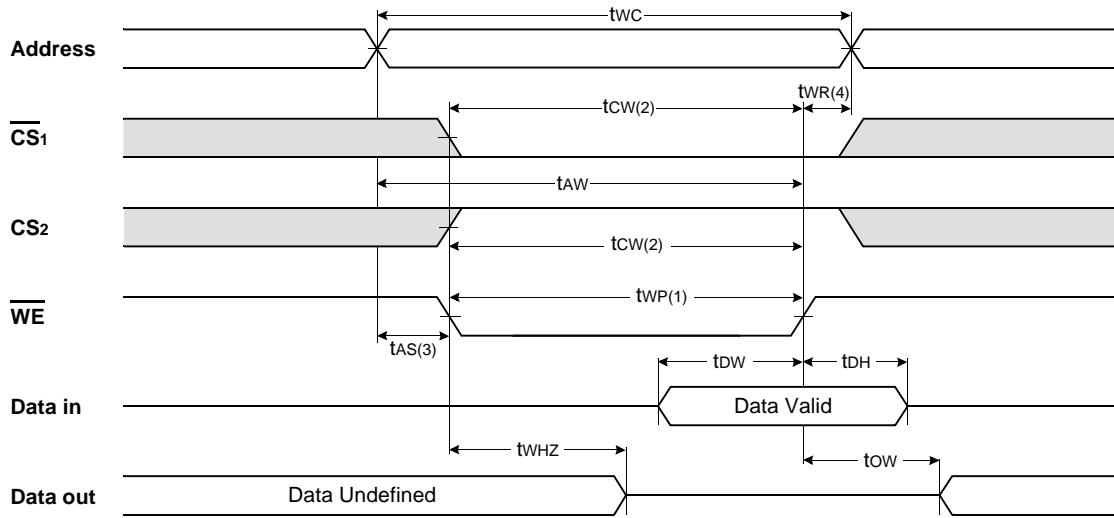 tWC
Address
tCW(2)
tWR(4)
CS1
tAW
CS2
tCW(2)
tWP(1)
WE
tAS(3)
tDW
tDH
Data in
Data Valid
tWHZ
tOW
Data out
Data Undefined